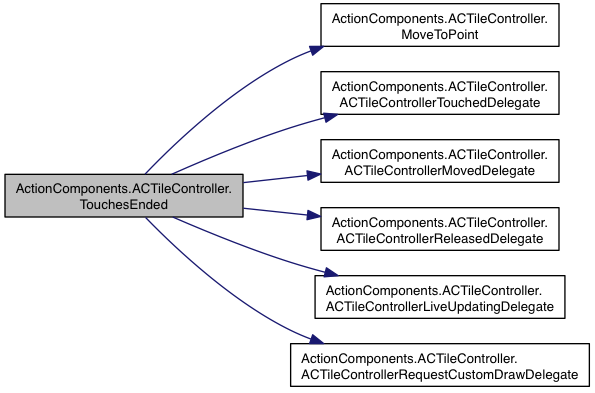 ActionComponents.ACTileController.
MoveToPoint
ActionComponents.ACTileController.
ACTileControllerTouchedDelegate
ActionComponents.ACTileController.
ACTileControllerMovedDelegate
ActionComponents.ACTileController.
TouchesEnded
ActionComponents.ACTileController.
ACTileControllerReleasedDelegate
ActionComponents.ACTileController.
ACTileControllerLiveUpdatingDelegate
ActionComponents.ACTileController.
ACTileControllerRequestCustomDrawDelegate